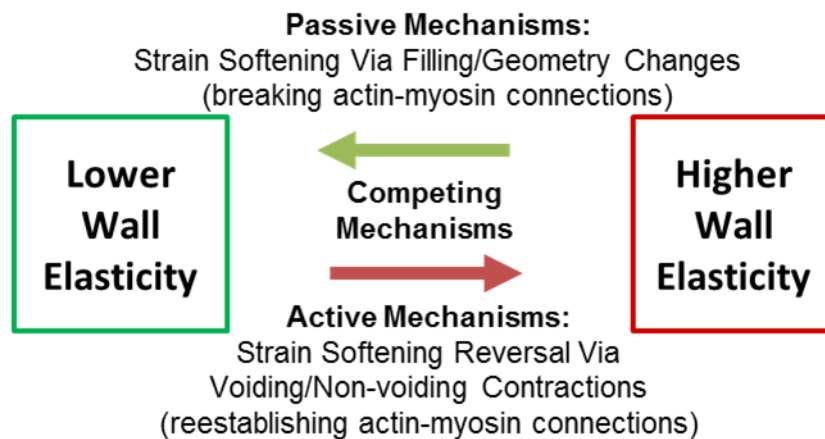 Passive Mechanisms:
Strain Softening Via Filling/Geometry Changes
(breaking actin-myosin connections)
Lower
Wall
Elasticity
Competing
Mechanisms
Higher
Wall
Elasticity
Active Mechanisms:
Strain Softening Reversal Via
Voiding/Non-voiding Contractions
(reestablishing actin-myosin connections)